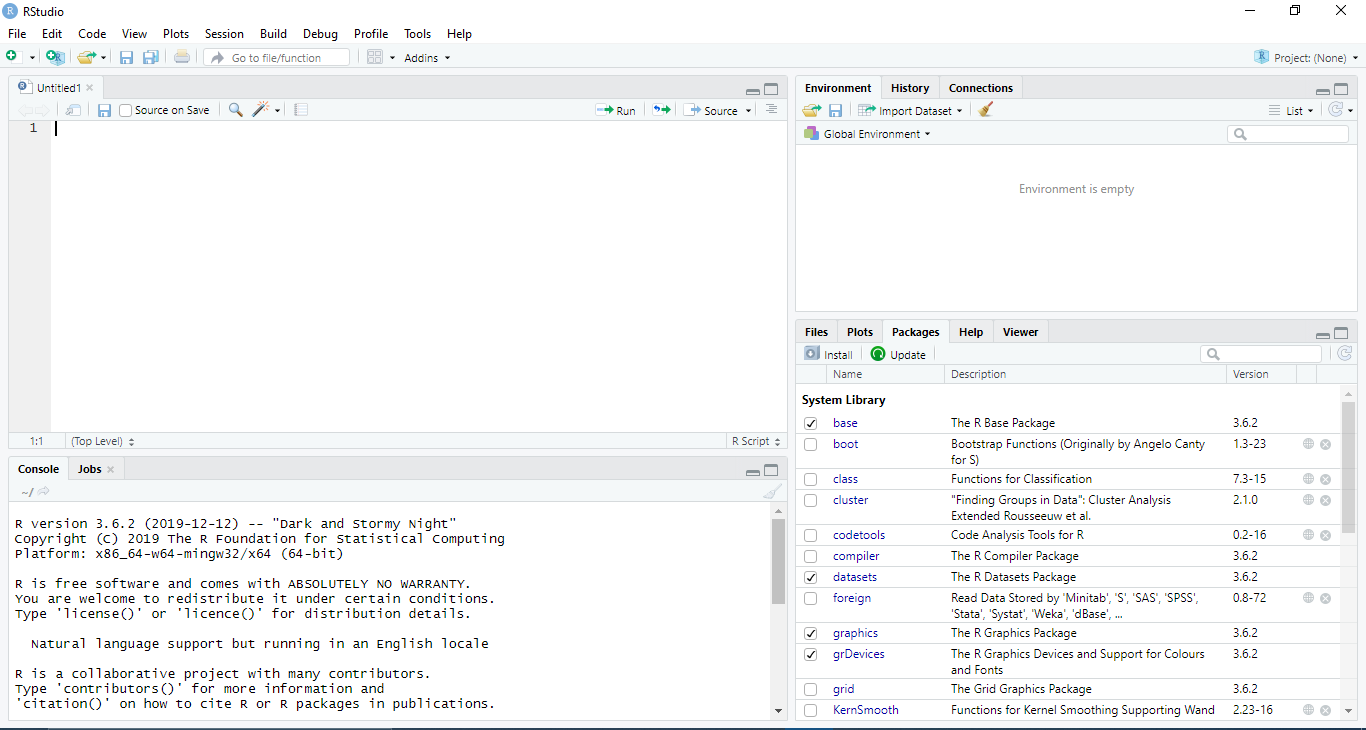 RStudio
File Edit Code View Plots Session Build Debug Profile Tools Help
Go to file/function Addins Project: (None)
Untitled1
Source on Save Run Source
1
1:1 (Top Level) R Script
Console Jobs
~/
R version 3.6.2 (2019-12-12) -- "Dark and Stormy Night"
Copyright (C) 2019 The R Foundation for Statistical Computing
Platform: x86_64-w64-mingw32/x64 (64-bit)
R is free software and comes with ABSOLUTELY NO WARRANTY.
You are welcome to redistribute it under certain conditions.
Type 'license()' or 'licence()' for distribution details.
Natural language support but running in an English locale
R is a collaborative project with many contributors.
Type 'contributors()' for more information and
'citation()' on how to cite R or R packages in publications.
Environment History Connections
Import Dataset List
Global Environment
Environment is empty
Files Plots Packages Help Viewer
Install Update
Name Description Version
System Library
base The R Base Package 3.6.2
boot Bootstrap Functions (Originally by Angelo Canty 1.3-23
for S)
class Functions for Classification 7.3-15
cluster "Finding Groups in Data": Cluster Analysis 2.1.0
Extended Rousseeuw et al.
codetools Code Analysis Tools for R 0.2-16
compiler The R Compiler Package 3.6.2
datasets The R Datasets Package 3.6.2
foreign Read Data Stored by 'Minitab', 'S', 'SAS', 'SPSS', 0.8-72
'Stata', 'Systat', 'Weka', 'dBase', ...
graphics The R Graphics Package 3.6.2
grDevices The R Graphics Devices and Support for Colours 3.6.2
and Fonts
grid The Grid Graphics Package 3.6.2
KernSmooth Functions for Kernel Smoothing Supporting Wand 2.23-16